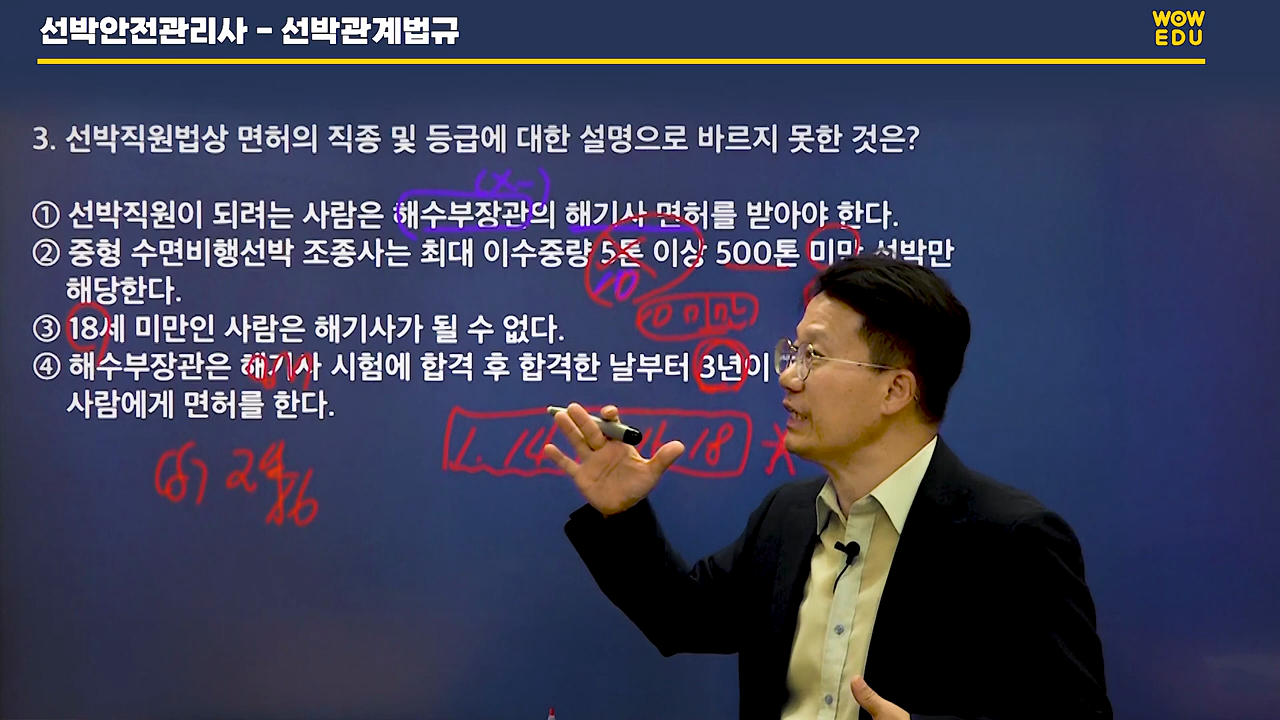 선박안전관리사 - 선박관계법규
WOW
EDU
3. 선박직원법상 면허의 직종 및 등급에 대한 설명으로 바르지 못한 것은?
① 선박직원이 되려는 사람은 해수부장관의 해기사 면허를 받아야 한다.
② 중형 수면비행선박 조종사는 최대 이수중량 5톤 이상 500톤 미만 선박만
10
10 미만
해당한다.
③ 18세 미만인 사람은 해기사가 될 수 없다.
④ 해수부장관은 해기사 시험에 합격 후 합격한 날부터 3년이
사람에게 면허를 한다.
1. 14 16. 18